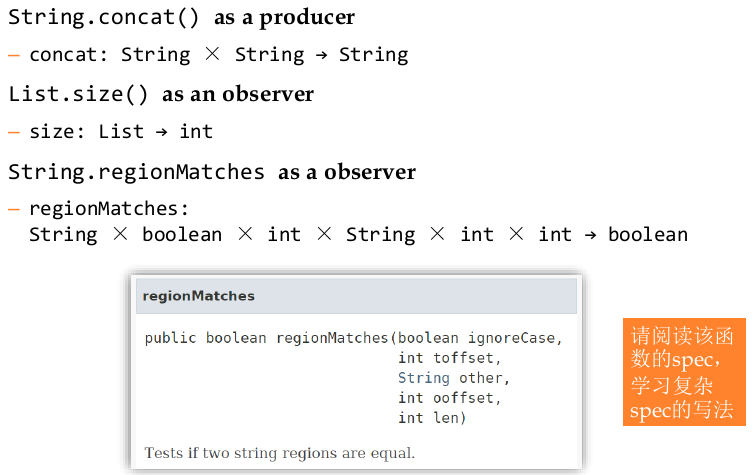 String.concat() as a producer
– concat: String × String → String
List.size() as an observer
– size: List → int
String.regionMatches as a observer
– regionMatches:
String × boolean × int × String × int × int → boolean
regionMatches
public boolean regionMatches(boolean ignoreCase,
int toffset,
String other,
int ooffset,
int len)
Tests if two string regions are equal.
请阅读该函
数的spec，
学习复杂
spec的写法